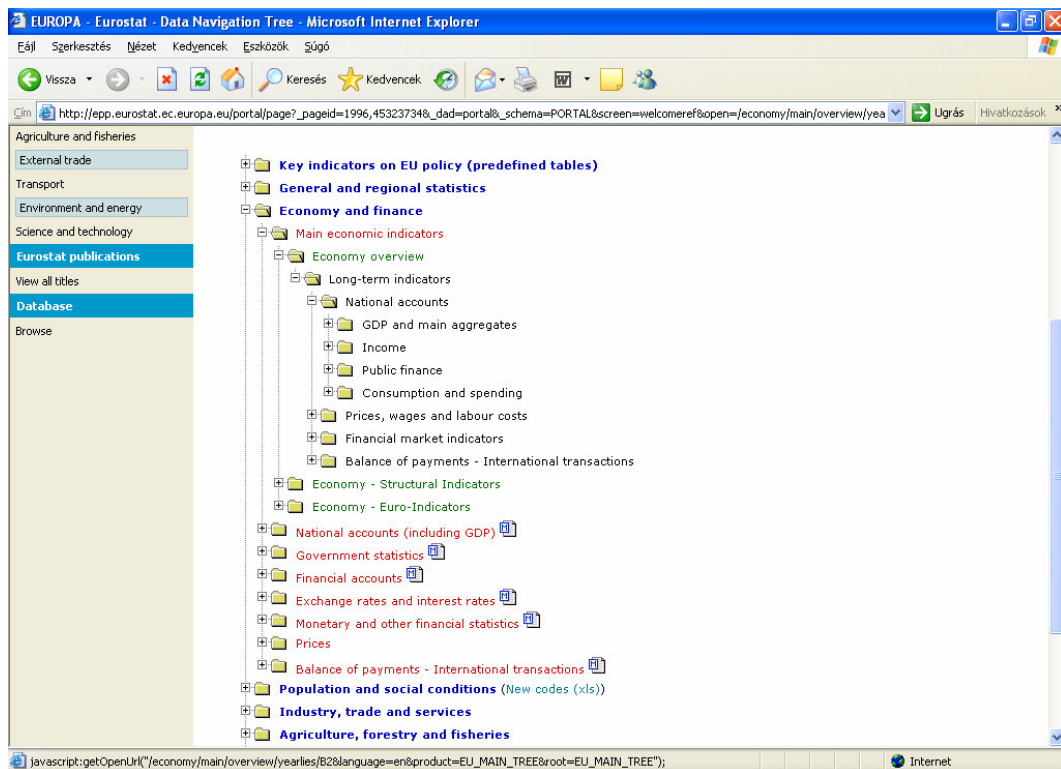 EUROPA - Eurostat - Data Navigation Tree - Microsoft Internet Explorer
Fájl Szerkesztés Nézet Kedvencek Eszközök Súgó
Vissza Keresés Kedvencek
Cím http://epp.eurostat.ec.europa.eu/portal/page?_pageid=1996,45323734&_dad=portal&_schema=PORTAL&screen=welcomeref&open=/economy/main/overview/yea Ugrás Hivatkozások »
Agriculture and fisheries
External trade
Transport
Environment and energy
Science and technology
Eurostat publications
View all titles
Database
Browse
Key indicators on EU policy (predefined tables)
General and regional statistics
Economy and finance
Main economic indicators
Economy overview
Long-term indicators
National accounts
GDP and main aggregates
Income
Public finance
Consumption and spending
Prices, wages and labour costs
Financial market indicators
Balance of payments - International transactions
Economy - Structural Indicators
Economy - Euro-Indicators
National accounts (including GDP) M
Government statistics M
Financial accounts M
Exchange rates and interest rates M
Monetary and other financial statistics M
Prices
Balance of payments - International transactions M
Population and social conditions (New codes (xls))
Industry, trade and services
Agriculture, forestry and fisheries
javascript:getOpenUrl("/economy/main/overview/yearlies/B2&language=en&product=EU_MAIN_TREE&root=EU_MAIN_TREE"); Internet